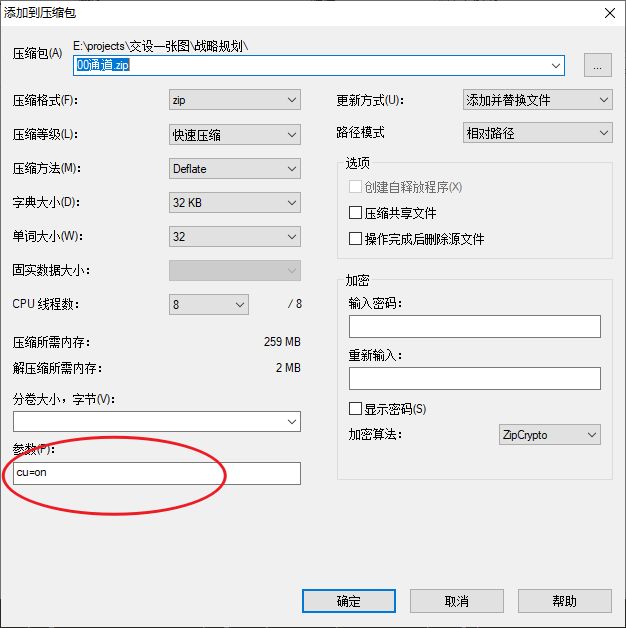 添加到压缩包
压缩包(A)
E:\projects\交设一张图\战略规划\
00通道.zip
...
压缩格式(F):
zip
压缩等级(L):
快速压缩
压缩方法(M):
Deflate
字典大小(D):
32 KB
单词大小(W):
32
固实数据大小:
CPU 线程数:
8
/ 8
压缩所需内存:
259 MB
解压缩所需内存:
2 MB
分卷大小，字节(V):
参数(P):
cu=on
更新方式(U):
添加并替换文件
路径模式
相对路径
选项
创建自释放程序(X)
压缩共享文件
操作完成后删除源文件
加密
输入密码:
重新输入:
显示密码(S)
加密算法:
ZipCrypto
确定
取消
帮助